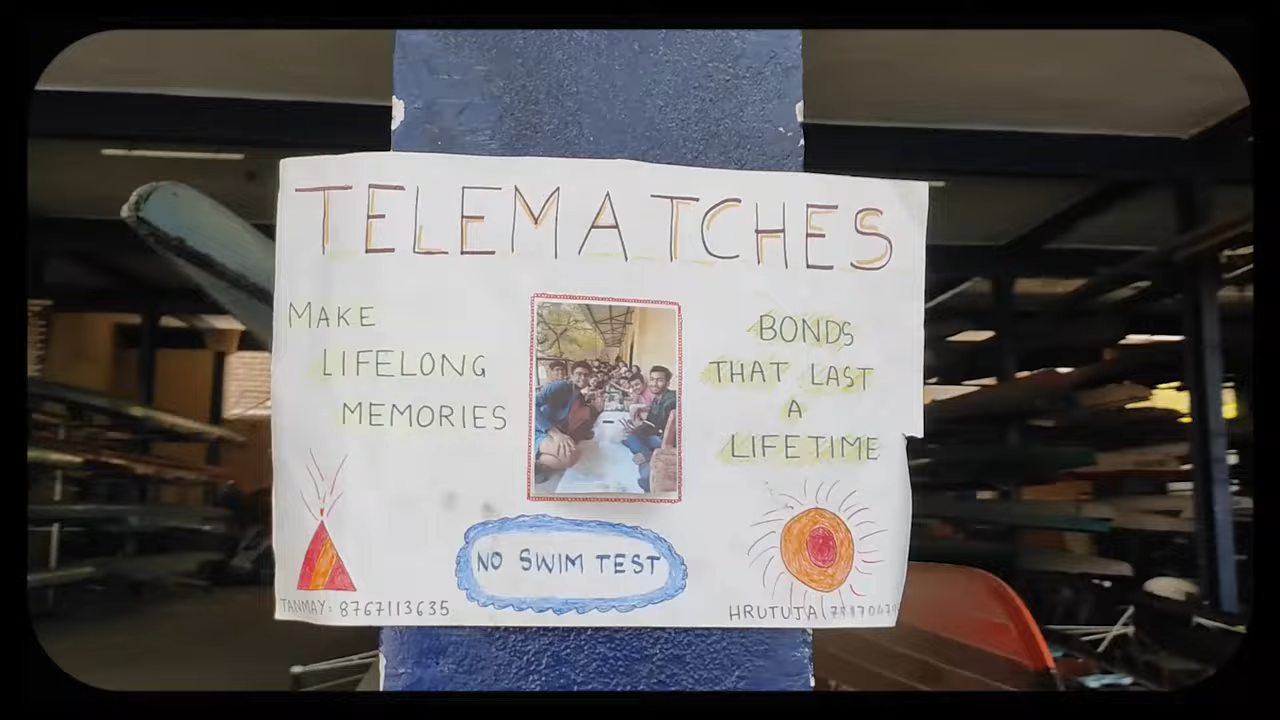 TELEMATCHES
MAKE
LIFELONG
MEMORIES
BONDS
THAT LAST
A
LIFETIME
NO SWIM TEST
TANMAY: 8767113635
HRUTUJA